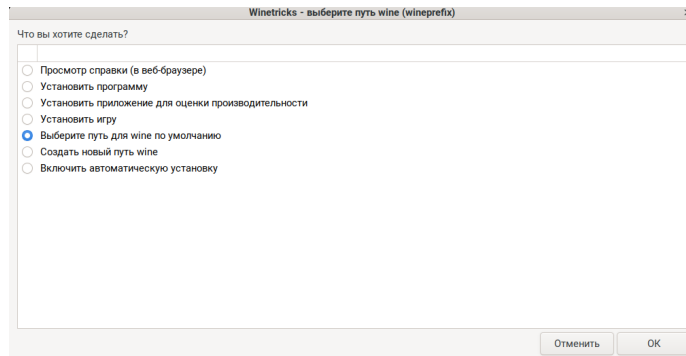 Winetricks - выберите путь wine (wineprefix)
Что вы хотите сделать?
Просмотр справки (в веб-браузере)
Установить программу
Установить приложение для оценки производительности
Установить игру
Выберите путь для wine по умолчанию
Создать новый путь wine
Включить автоматическую установку
Отменить OK